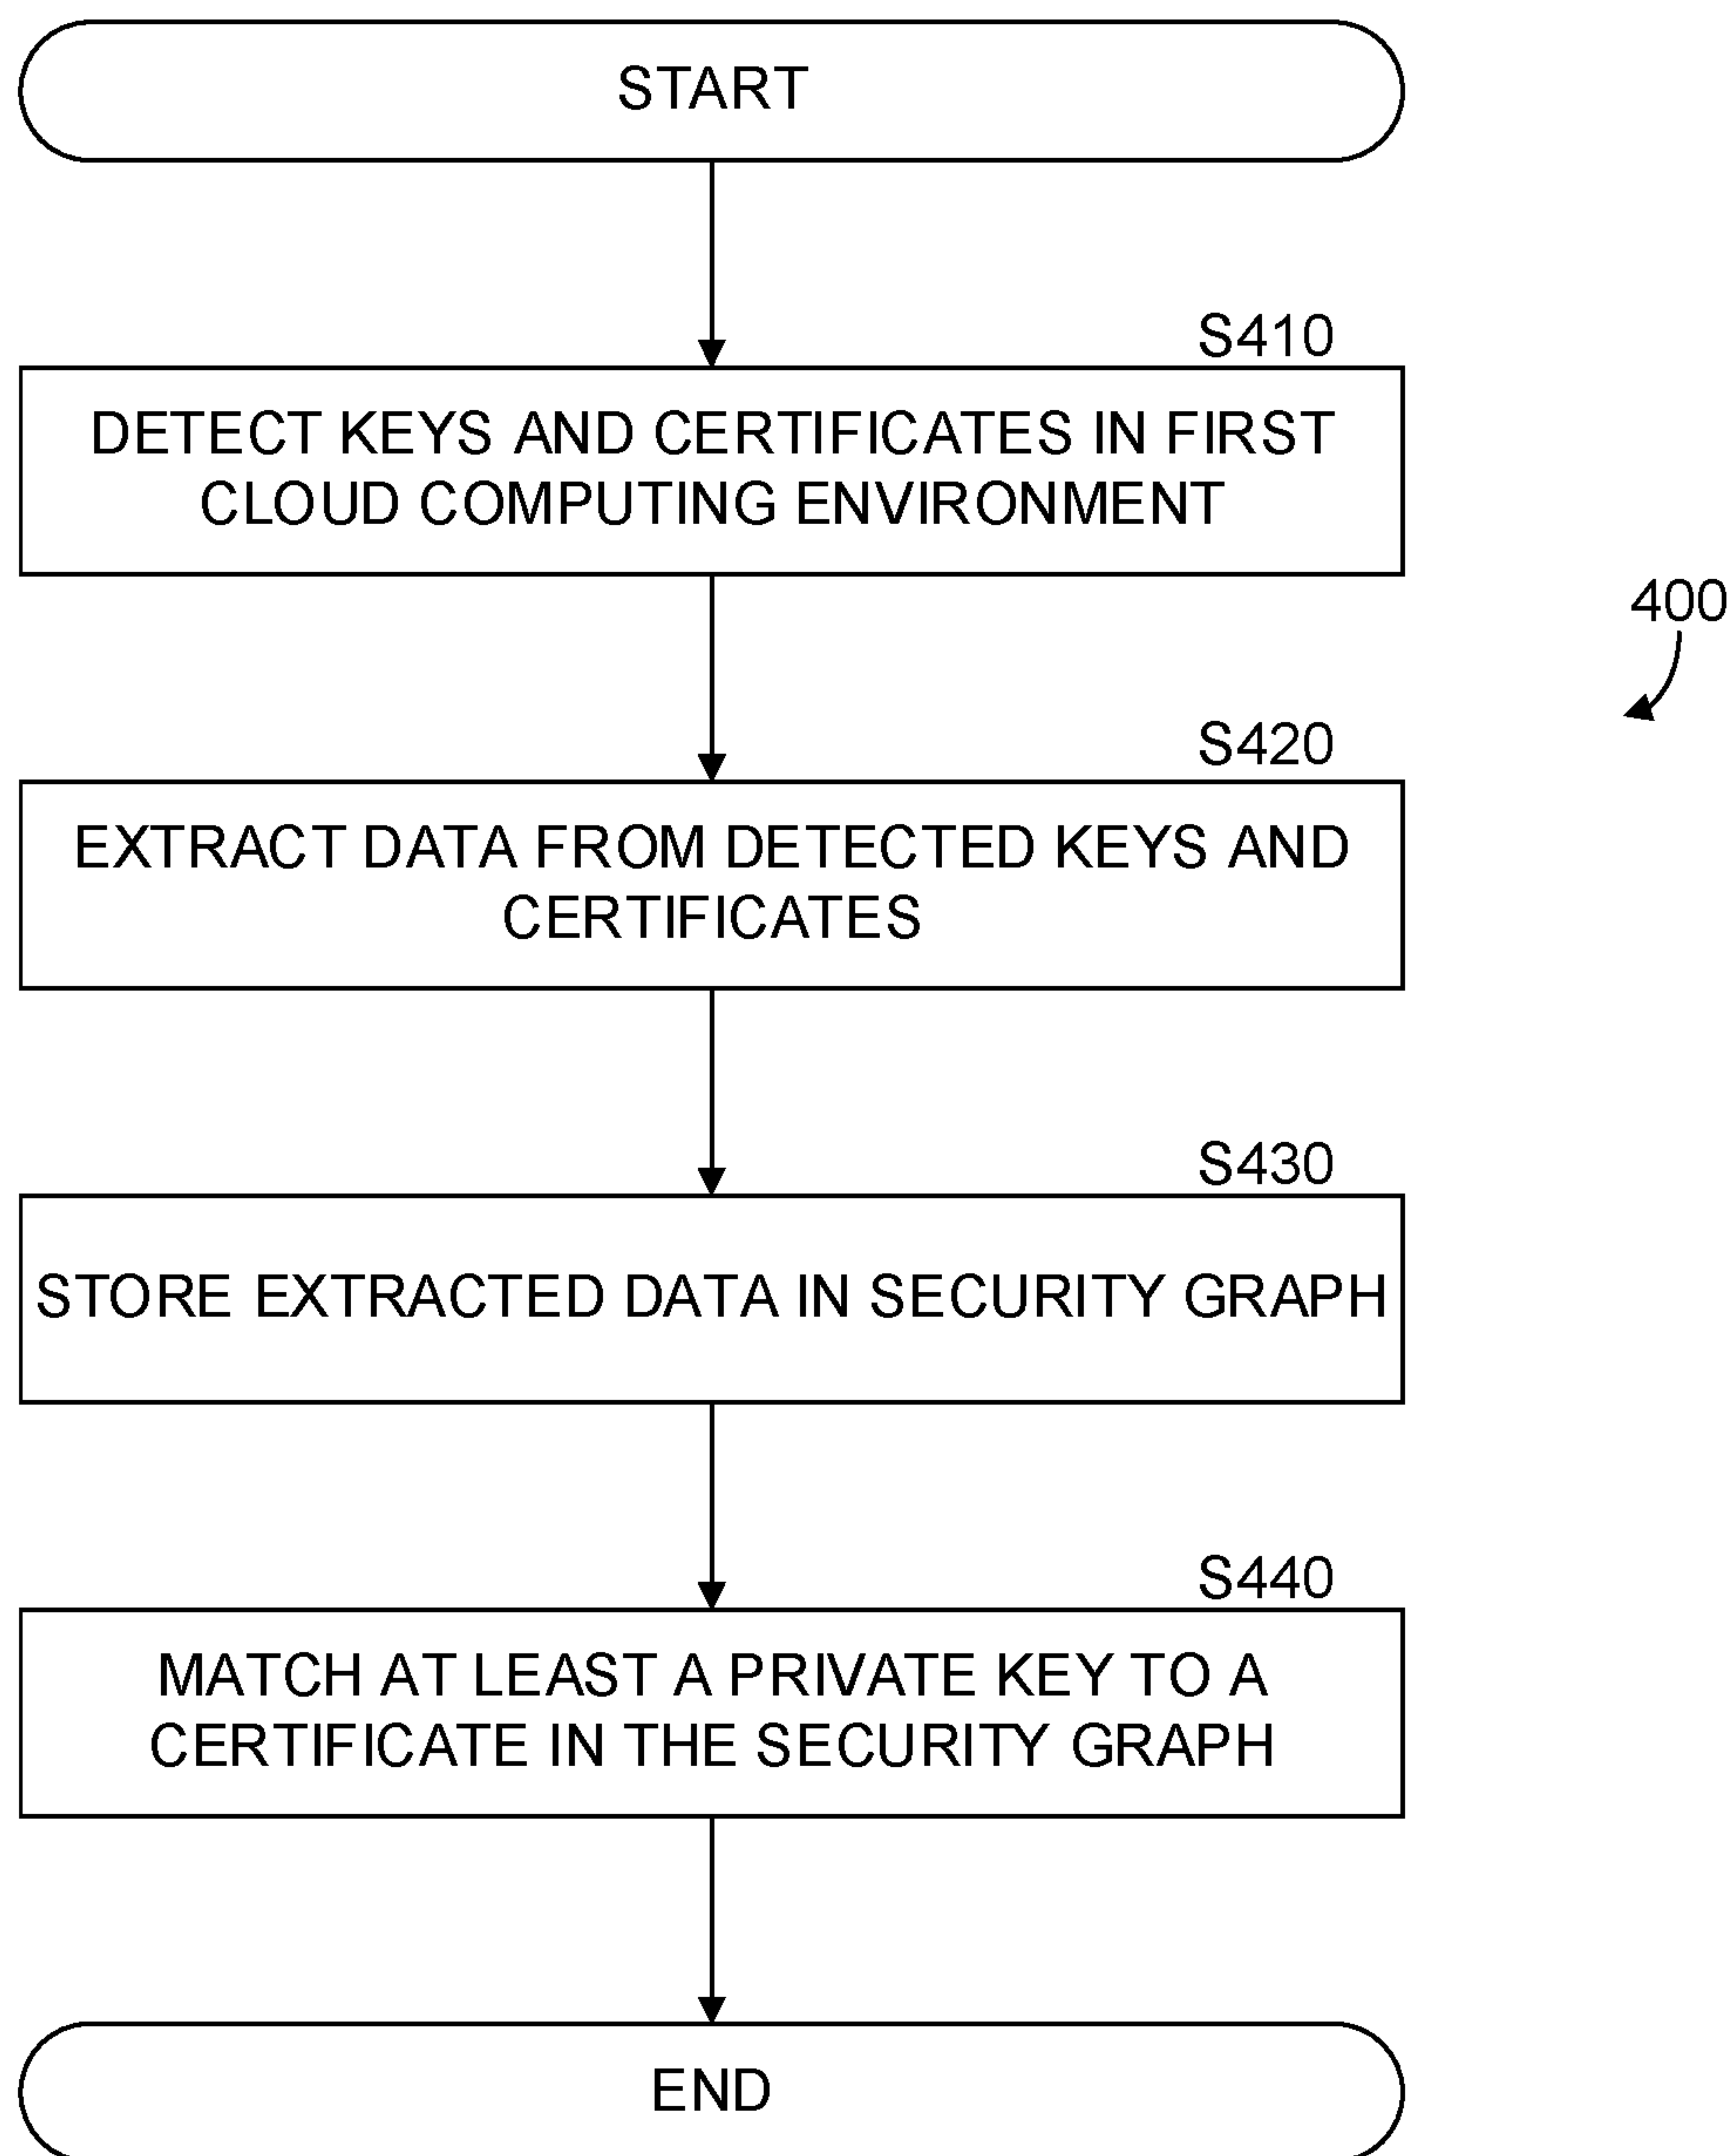 START
S410
DETECT KEYS AND CERTIFICATES IN FIRST
CLOUD COMPUTING ENVIRONMENT
400
S420
EXTRACT DATA FROM DETECTED KEYS AND
CERTIFICATES
S430
STORE EXTRACTED DATA IN SECURITY GRAPH
S440
MATCH AT LEAST A PRIVATE KEY TO A
CERTIFICATE IN THE SECURITY GRAPH
END